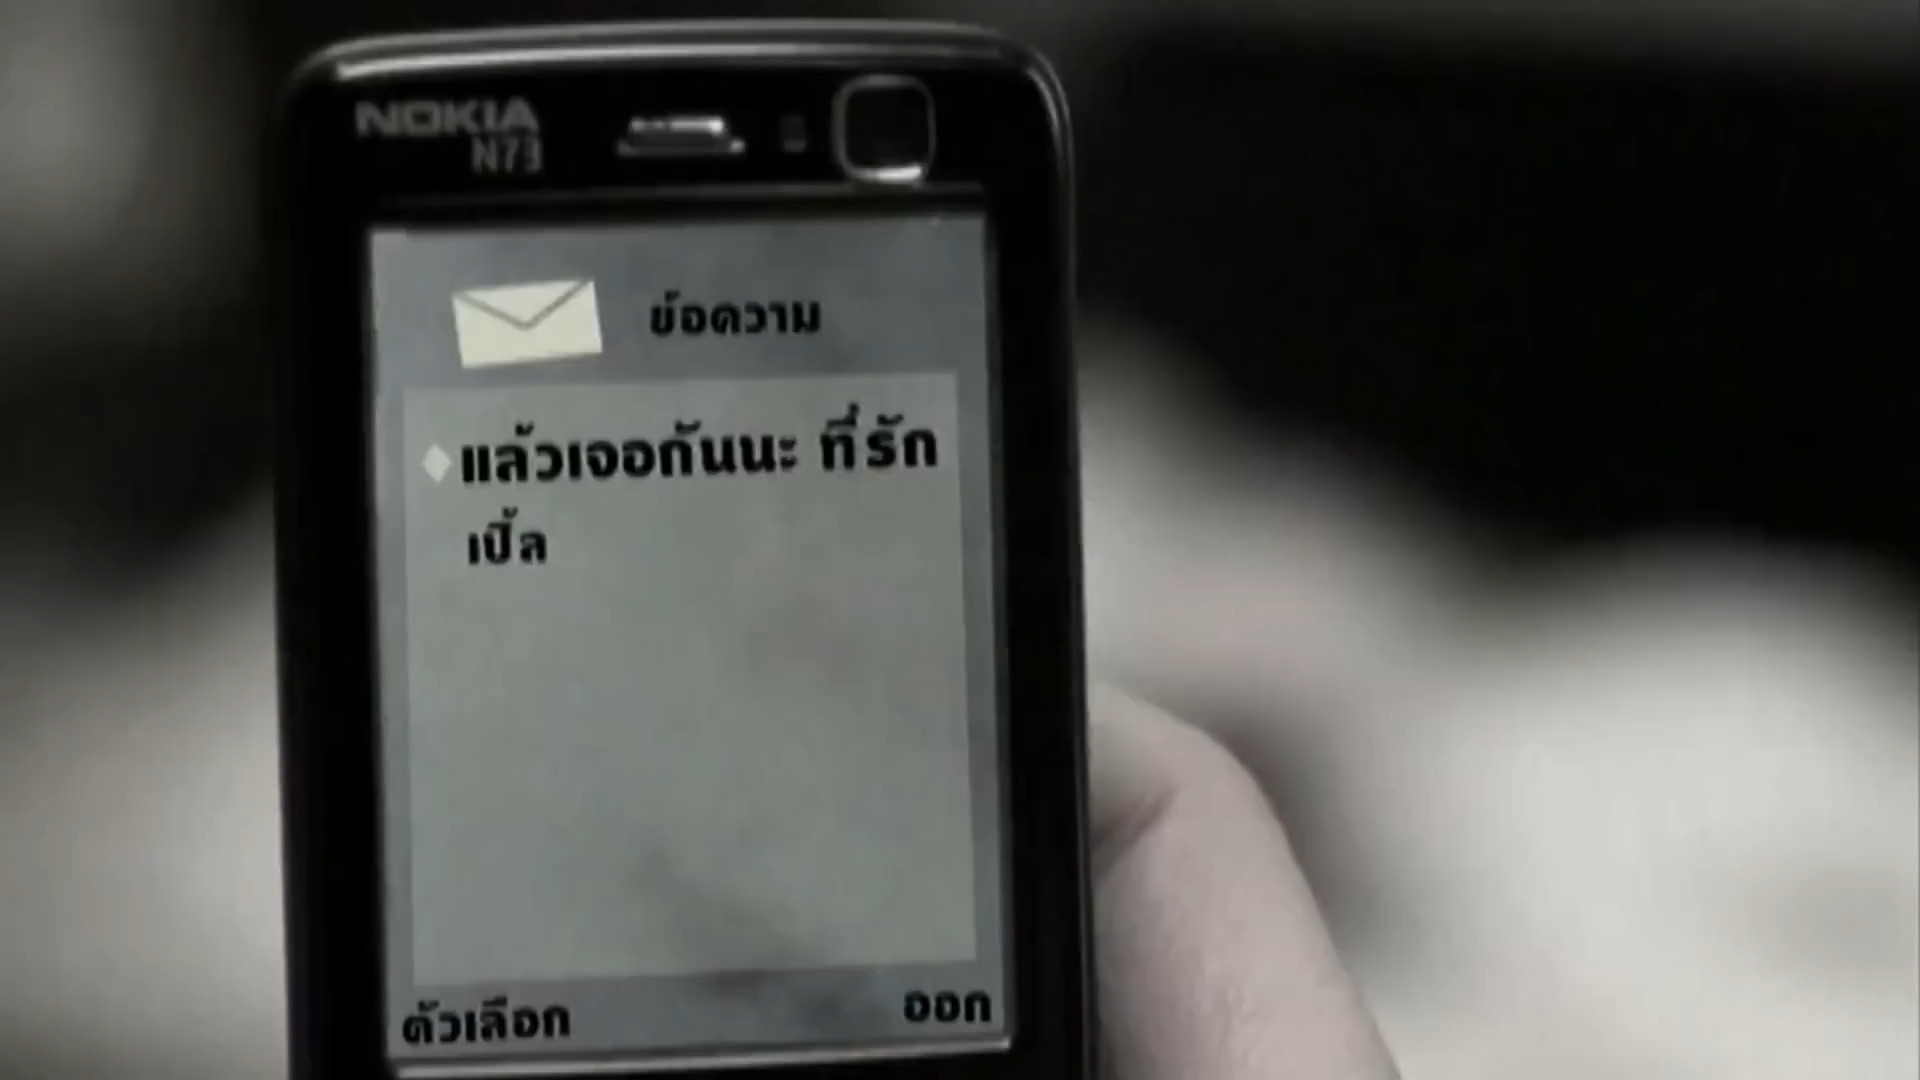 NOKIA
N73
ข้อความ
แล้วเจอกันนะ ที่รัก
เปิ้ล
ตัวเลือก
ออก